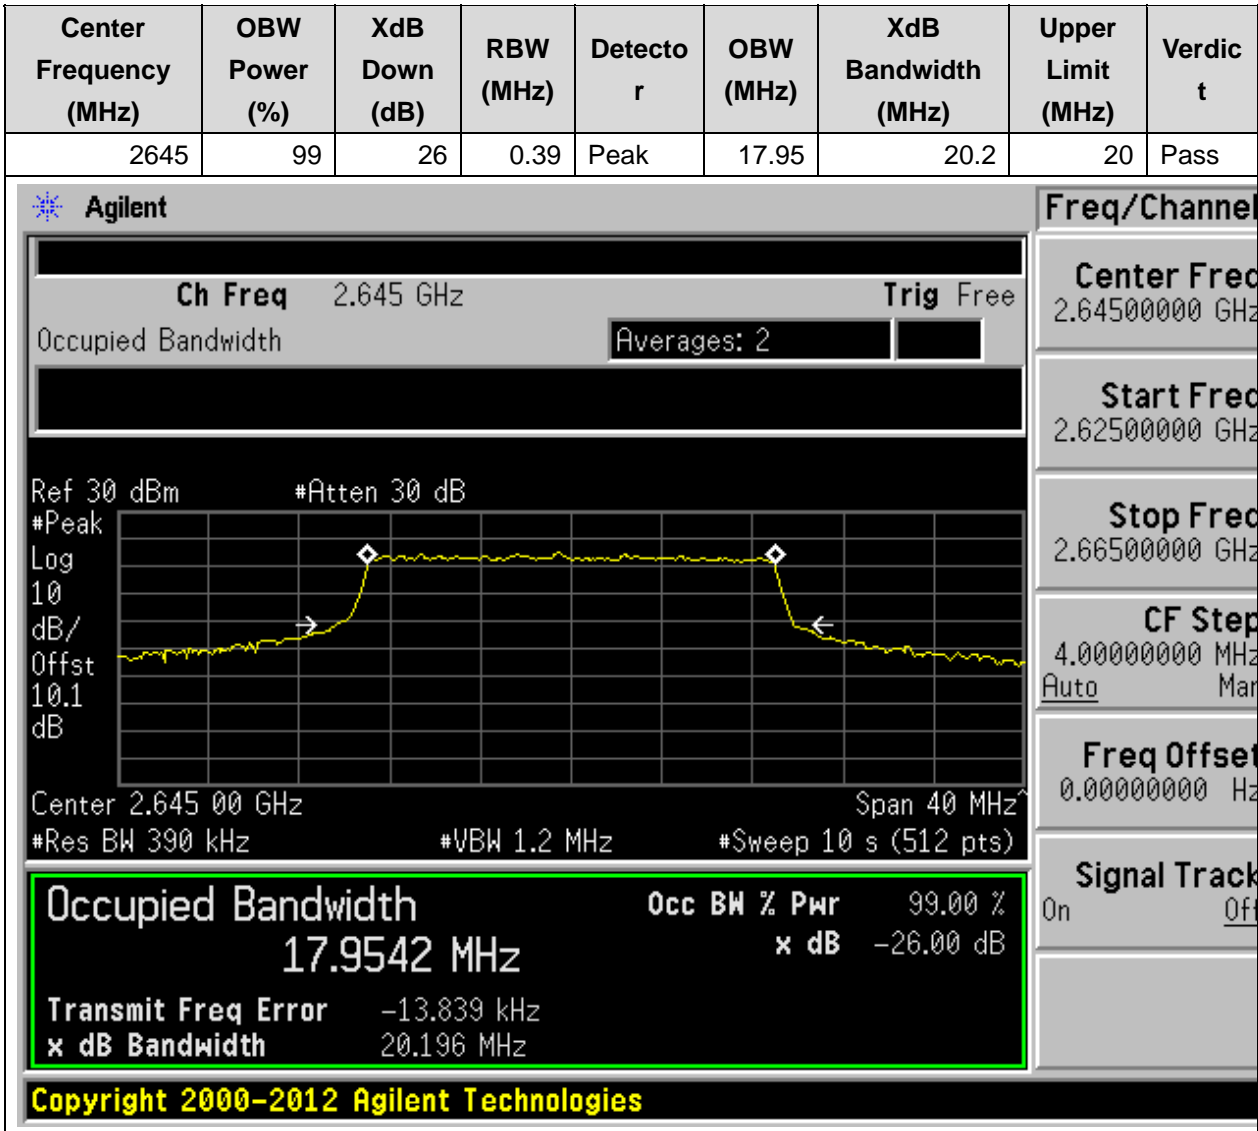 Center Frequency (MHz) OBW Power (%) XdB Down (dB) RBW (MHz) Detector OBW (MHz) XdB Bandwidth (MHz) Upper Limit (MHz) Verdict
2645 99 26 0.39 Peak 17.95 20.2 20 Pass
Agilent Freq/Channel
Ch Freq 2.645 GHz Trig Free
Occupied Bandwidth Averages: 2
Center Freq
2.64500000 GHz
Start Freq
2.62500000 GHz
Stop Freq
2.66500000 GHz
CF Step
4.00000000 MHz
Auto Man
Freq Offset
0.00000000 Hz
Signal Track
On Off
Ref 30 dBm #Atten 30 dB
#Peak
Log
10
dB/
Offst
10.1
dB
Center 2.645 00 GHz Span 40 MHz^
#Res BW 390 kHz #VBW 1.2 MHz #Sweep 10 s (512 pts)
Occupied Bandwidth Occ BW % Pwr 99.00 %
17.9542 MHz x dB -26.00 dB
Transmit Freq Error -13.839 kHz
x dB Bandwidth 20.196 MHz
Copyright 2000-2012 Agilent Technologies